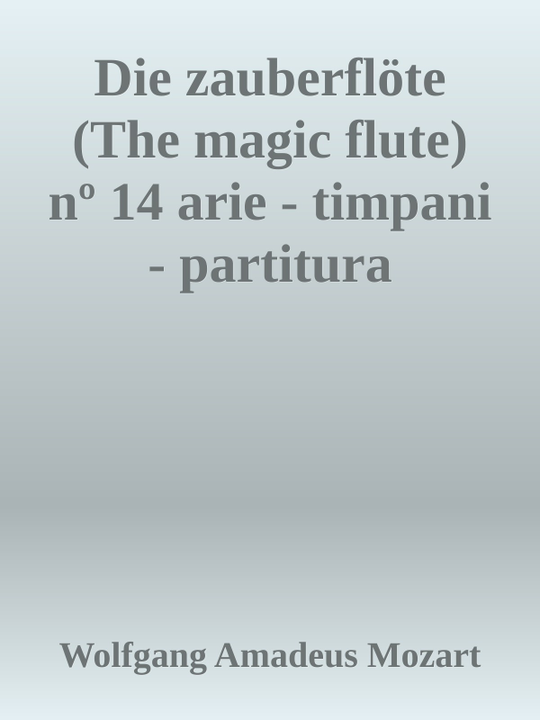 Die zauberflöte
(The magic flute)
nº 14 arie - timpani
- partitura
Wolfgang Amadeus Mozart